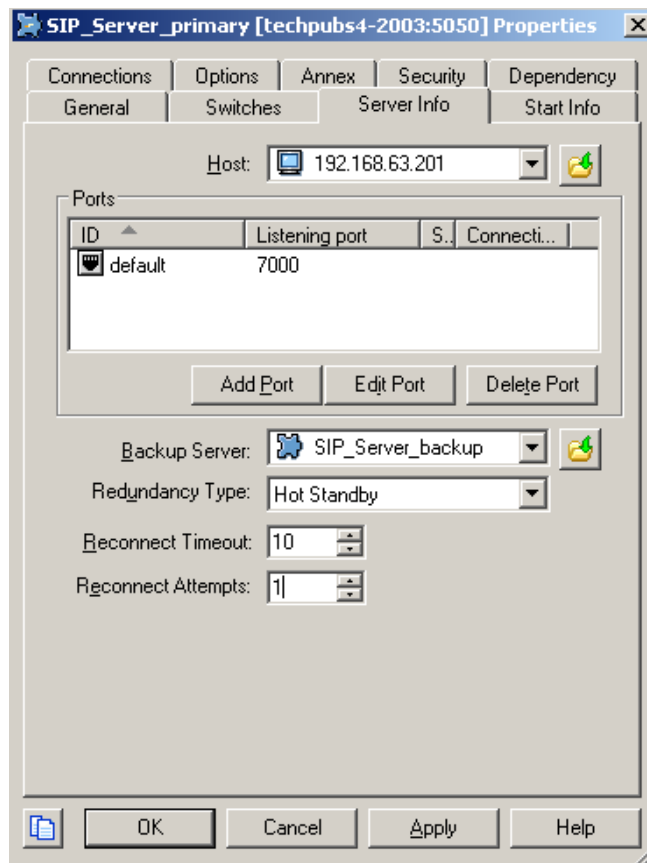 SIP_Server_primary [techpubs4-2003:5050] Properties
Connections Options Annex Security Dependency
General Switches Server Info Start Info
Host: 192.168.63.201
Ports
ID Listening port S.. Connecti...
default 7000
Add Port Edit Port Delete Port
Backup Server: SIP_Server_backup
Redundancy Type: Hot Standby
Reconnect Timeout: 10
Reconnect Attempts: 1
OK Cancel Apply Help